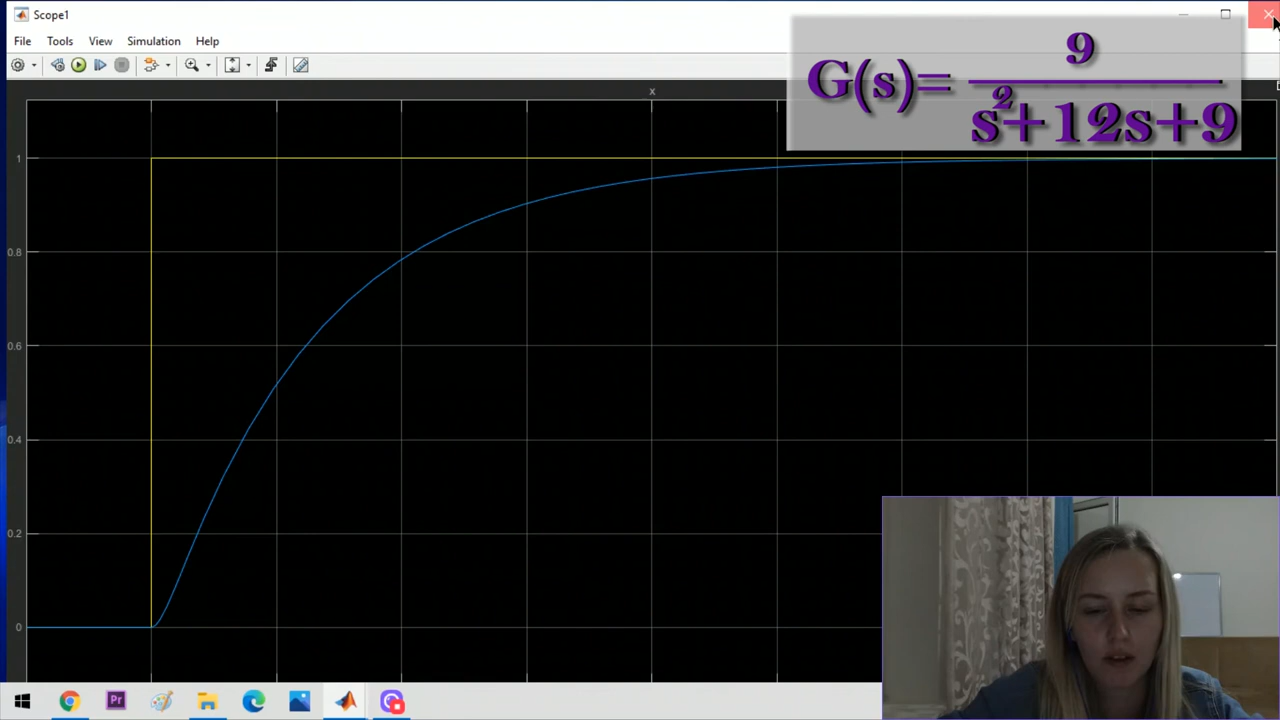 Scope1
File Tools View Simulation Help
x
G(s)= 9
s²+12s+9
1
0.8
0.6
0.4
0.2
0
Pr